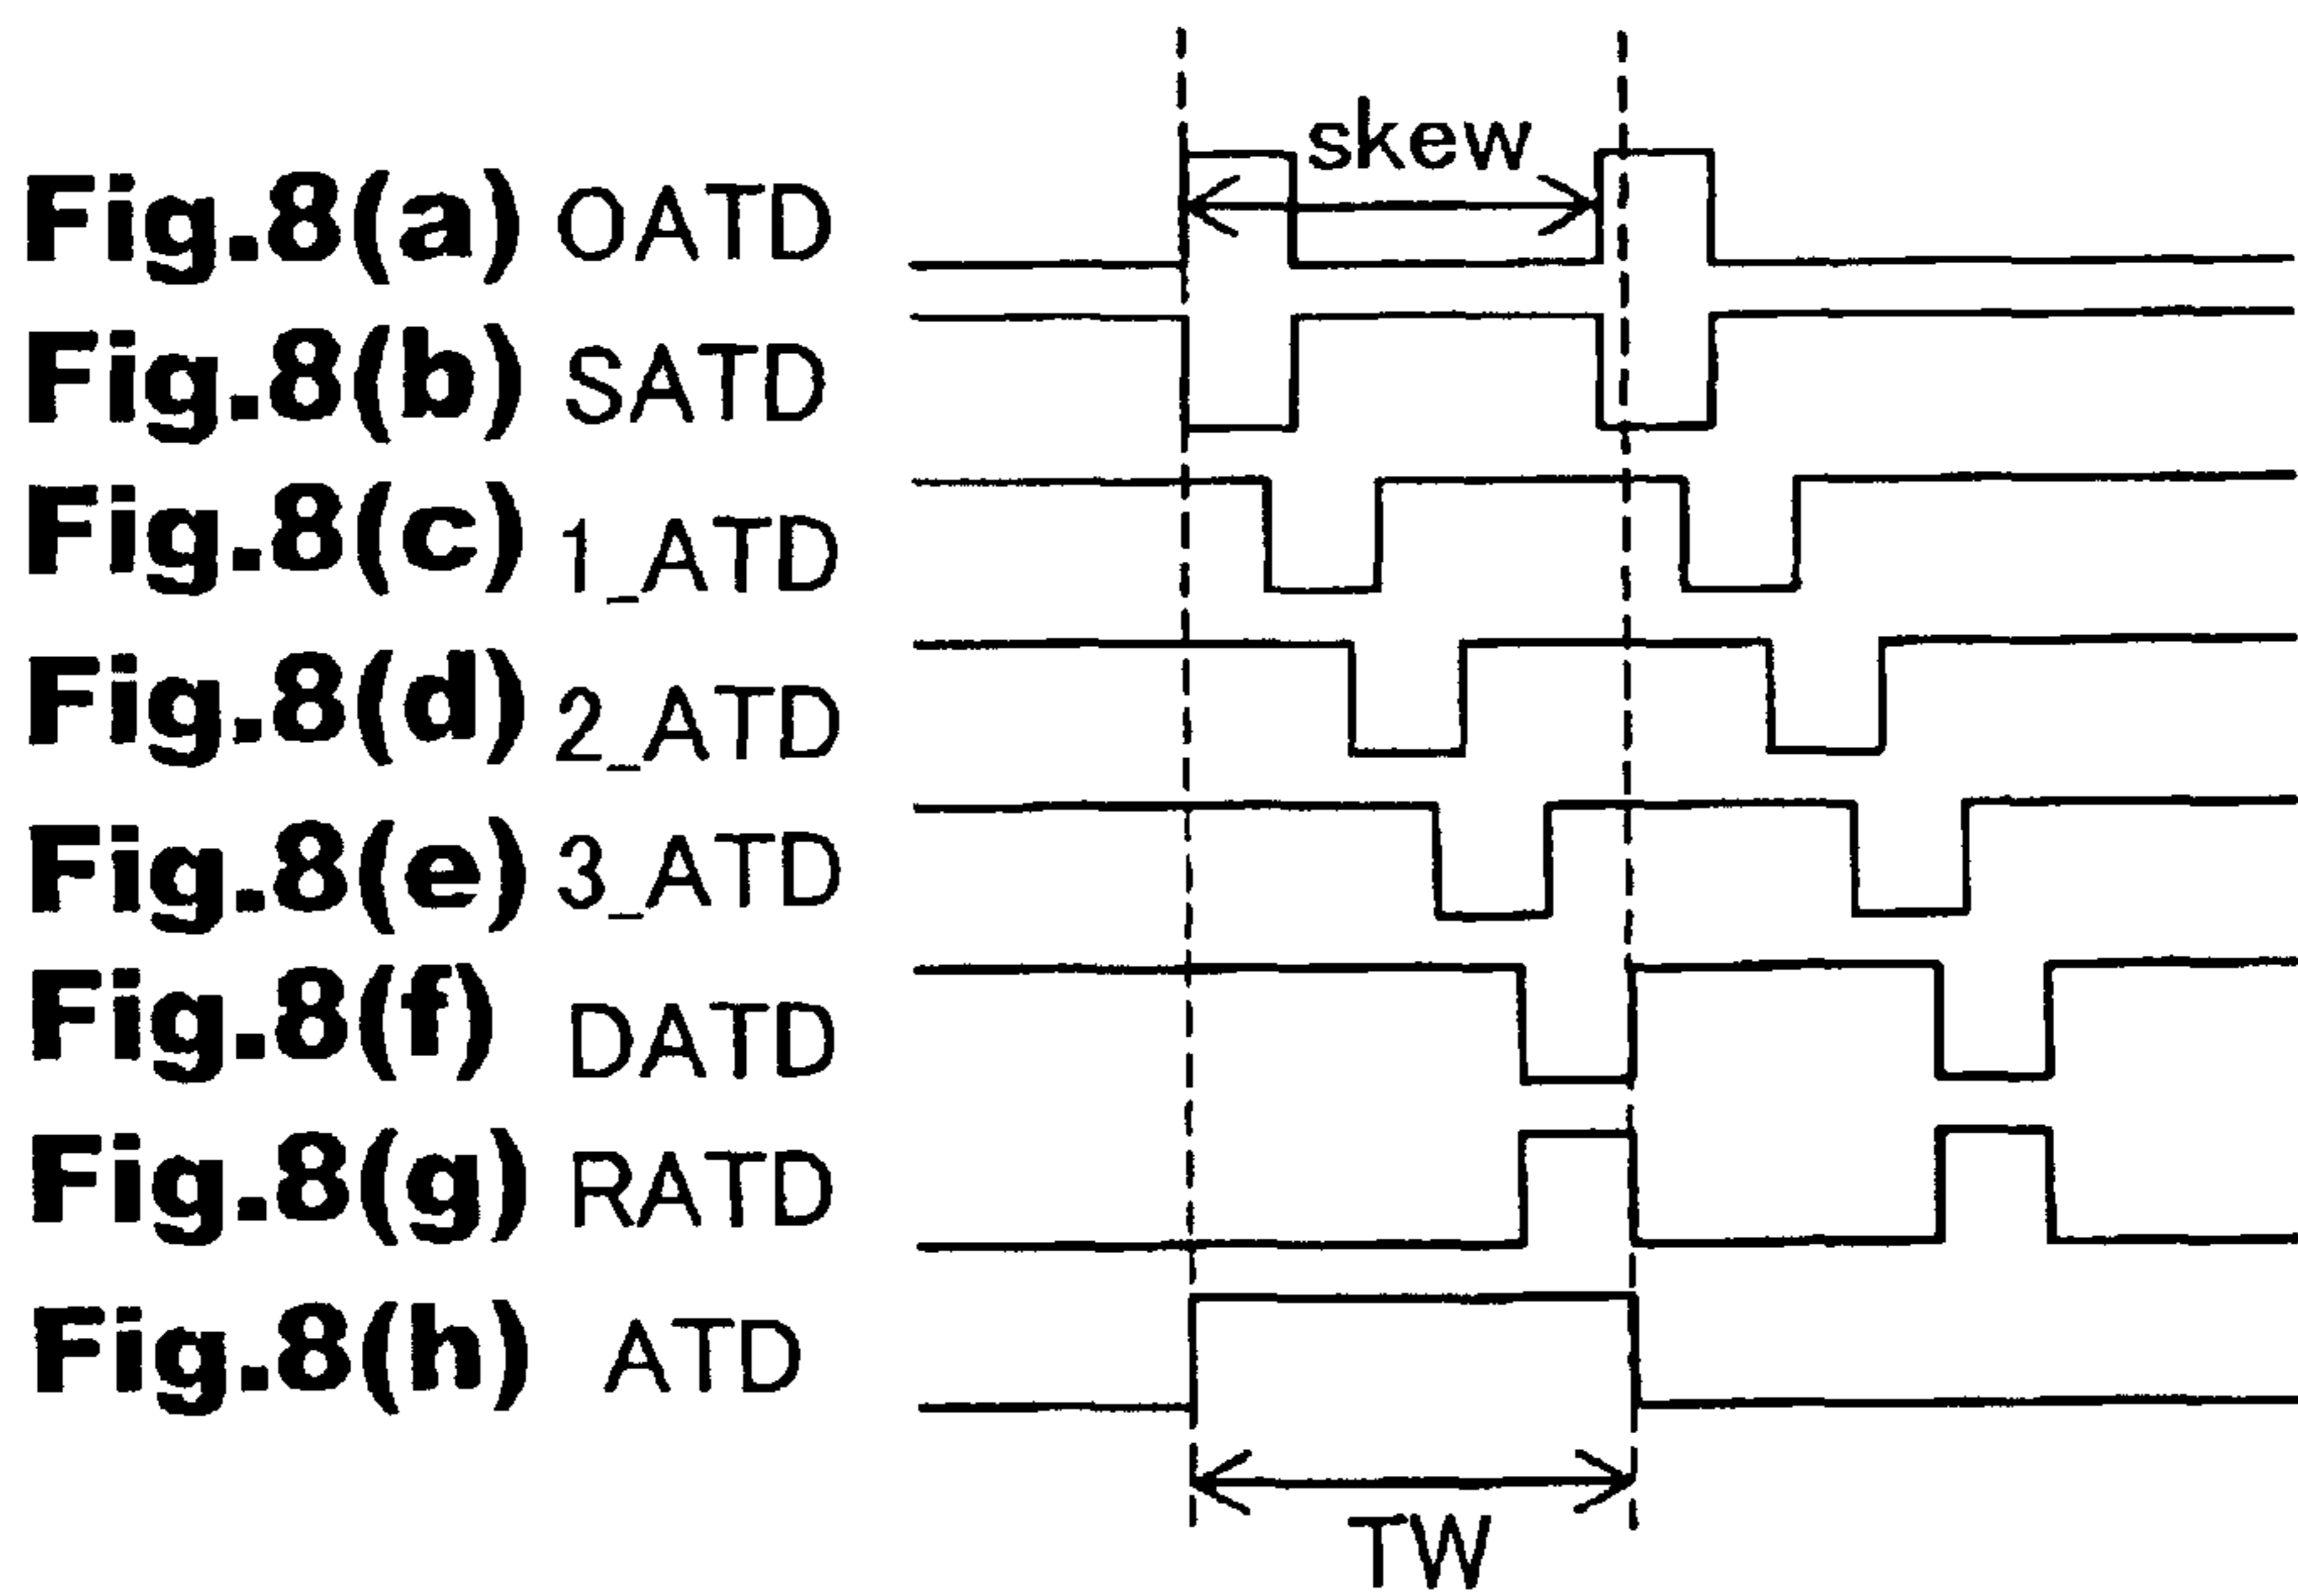 skew
Fig.8(a) OATD
Fig.8(b) SATD
Fig.8(c) 1_ATD
Fig.8(d) 2_ATD
Fig.8(e) 3_ATD
Fig.8(f) DATD
Fig.8(g) RATD
Fig.8(h) ATD
TW